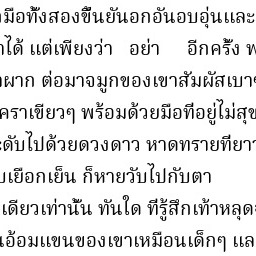 มือทั้งสองขึ้นยันอกอันอบอุ่นและ
าได้ แต่เพียงว่า อย่า อีกครั้ง
ผาก ต่อมาจมูกของเขาสัมผัสเบา
คราเขียวๆ พร้อมด้วยมือที่อยู่ไม่สุข
ะดับไปด้วยดวงดาว หาดทรายที่ยาว
บเยือกเย็น ก็หายวับไปกับตา
เดียวเท่านั้น ทันใด ที่รู้สึกเท้าหลุด
นอ้อมแขนของเขาเหมือนเด็กๆ แล